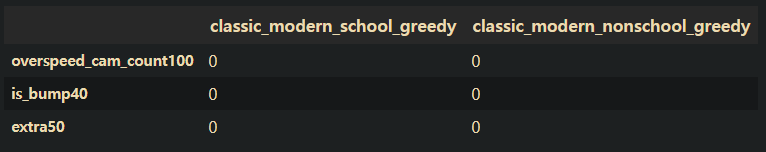 classic_modern_school_greedy classic_modern_nonschool_greedy
overspeed_cam_count100 0 0
is_bump40 0 0
extra50 0 0